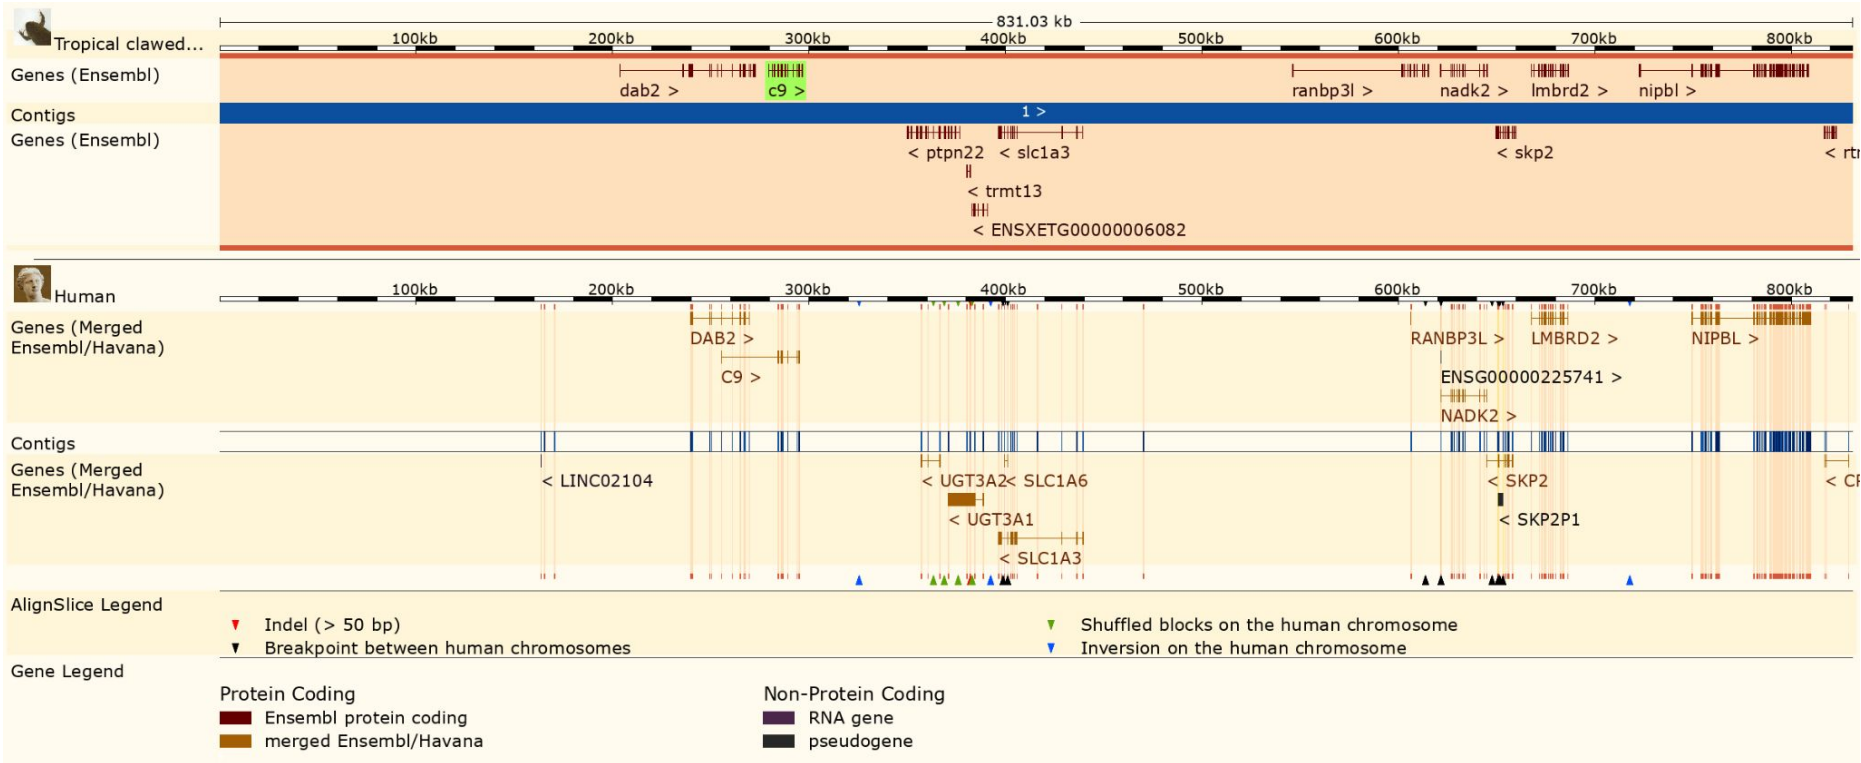 831.03 kb
Tropical clawed...
100kb 200kb 300kb 400kb 500kb 600kb 700kb 800kb
Genes (Ensembl)
dab2 > c9 > ranbp3l > nadk2 > lmbrd2 > nipbl >
Contigs
1 >
Genes (Ensembl)
< ptpn22 < slc1a3 < skp2 < rtr
< trmt13
< ENSXETG00000006082
Human
100kb 200kb 300kb 400kb 500kb 600kb 700kb 800kb
Genes (Merged
Ensembl/Havana)
DAB2 > RANBP3L > LMBRD2 > NIPBL >
C9 > ENSG00000225741 >
NADK2 >
Contigs
Genes (Merged
Ensembl/Havana)
< LINC02104 < UGT3A2 < SLC1A6 < SKP2
< UGT3A1 < SKP2P1
< SLC1A3
AlignSlice Legend
Indel (> 50 bp) Shuffled blocks on the human chromosome
Breakpoint between human chromosomes Inversion on the human chromosome
Gene Legend
Protein Coding Non-Protein Coding
Ensembl protein coding RNA gene
merged Ensembl/Havana pseudogene